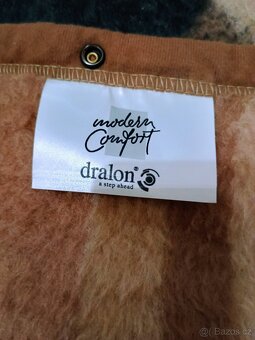 modern
Comfort
dralon®
a step ahead
Bazos.cz